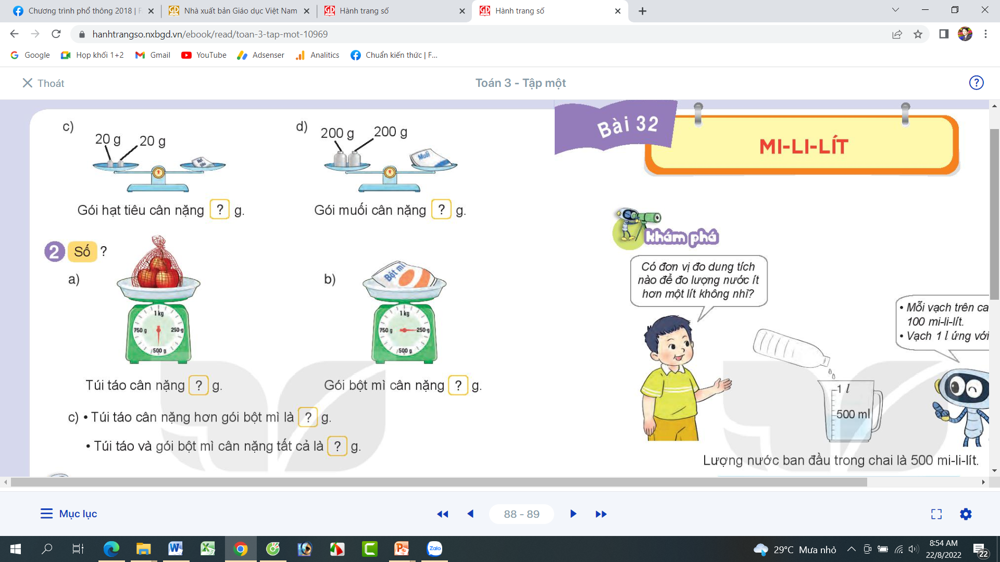 Chương trình phổ thông 2018 | F
Nhà xuất bản Giáo dục Việt Nam
Hành trang số
Hành trang số
hanhtrangso.nxbgd.vn/ebook/read/toan-3-tap-mot-10969
Google
Họp khối 1+2
Gmail
YouTube
Adsenser
Analitics
Chuẩn kiến thức | F...
Thoát
Toán 3 - Tập một
?
c)
20 g
20 g
Gói hạt tiêu cân nặng ? g.
d)
200 g
200 g
Muối
Gói muối cân nặng ? g.
2 Số ?
a)
1 kg
750 g
250 g
500 g
Túi táo cân nặng ? g.
b)
Bột mì
1 kg
750 g
250 g
500 g
Gói bột mì cân nặng ? g.
c) • Túi táo cân nặng hơn gói bột mì là ? g.
• Túi táo và gói bột mì cân nặng tất cả là ? g.
Bài 32
MI-LI-LÍT
khám phá
Có đơn vị đo dung tích
nào để đo lượng nước ít
hơn một lít không nhỉ?
• Mỗi vạch trên ca
100 mi-li-lít.
• Vạch 1 l ứng với
1 l
500 ml
Lượng nước ban đầu trong chai là 500 mi-li-lít.
Mục lục
88 - 89
Zalo
29°C Mưa nhỏ
8:54 AM
22/8/2022
22